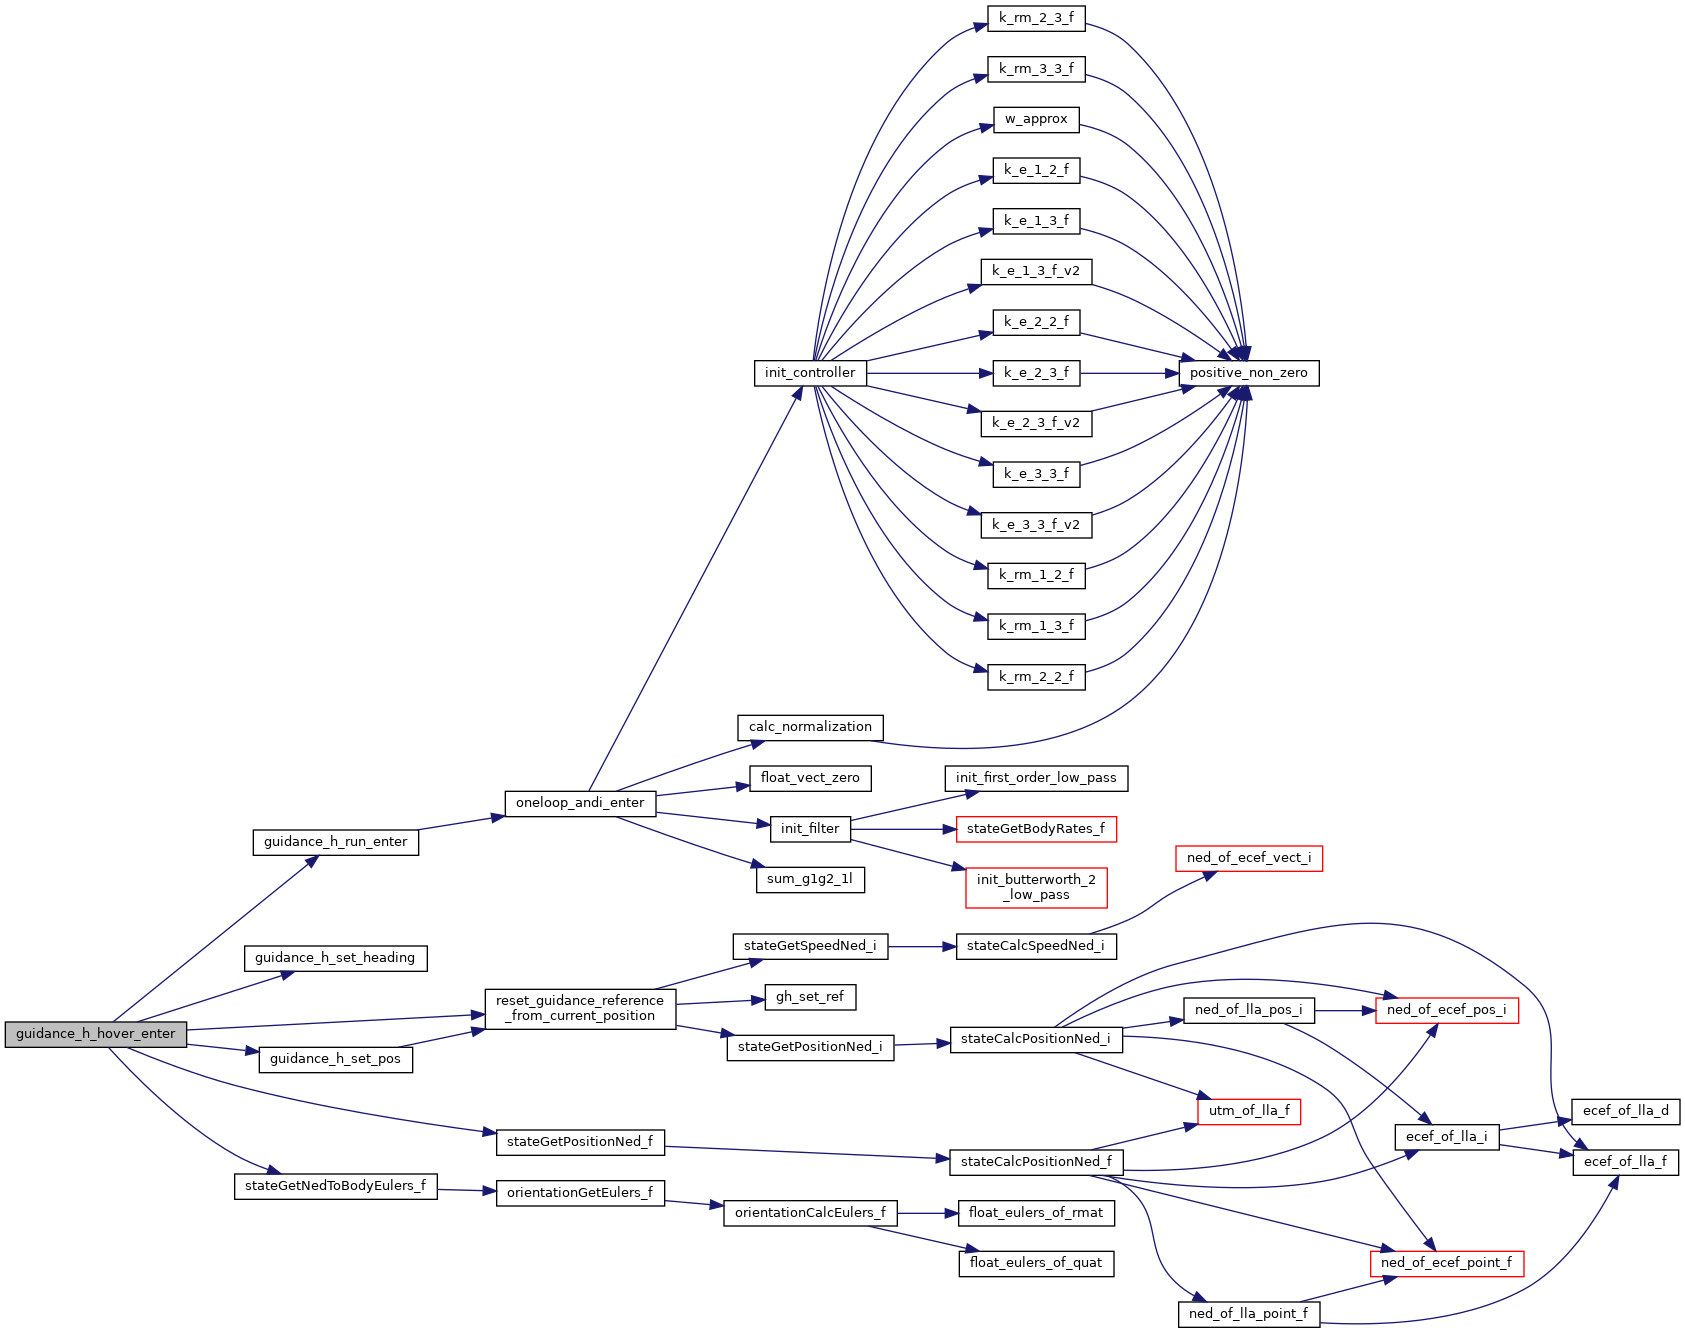 k_rm_2_3_f
k_rm_3_3_f
w_approx
k_e_1_2_f
k_e_1_3_f
k_e_1_3_f_v2
k_e_2_2_f
init_controller
k_e_2_3_f
positive_non_zero
k_e_2_3_f_v2
k_e_3_3_f
k_e_3_3_f_v2
k_rm_1_2_f
k_rm_1_3_f
k_rm_2_2_f
calc_normalization
float_vect_zero
init_first_order_low_pass
oneloop_andi_enter
init_filter
stateGetBodyRates_f
guidance_h_run_enter
ned_of_ecef_vect_i
sum_g1g2_1l
init_butterworth_2
_low_pass
stateGetSpeedNed_i
stateCalcSpeedNed_i
guidance_h_set_heading
reset_guidance_reference
_from_current_position
gh_set_ref
ned_of_lla_pos_i
ned_of_ecef_pos_i
guidance_h_hover_enter
stateGetPositionNed_i
stateCalcPositionNed_i
guidance_h_set_pos
utm_of_lla_f
ecef_of_lla_d
ecef_of_lla_i
stateGetPositionNed_f
stateCalcPositionNed_f
ecef_of_lla_f
stateGetNedToBodyEulers_f
orientationGetEulers_f
orientationCalcEulers_f
float_eulers_of_rmat
float_eulers_of_quat
ned_of_ecef_point_f
ned_of_lla_point_f